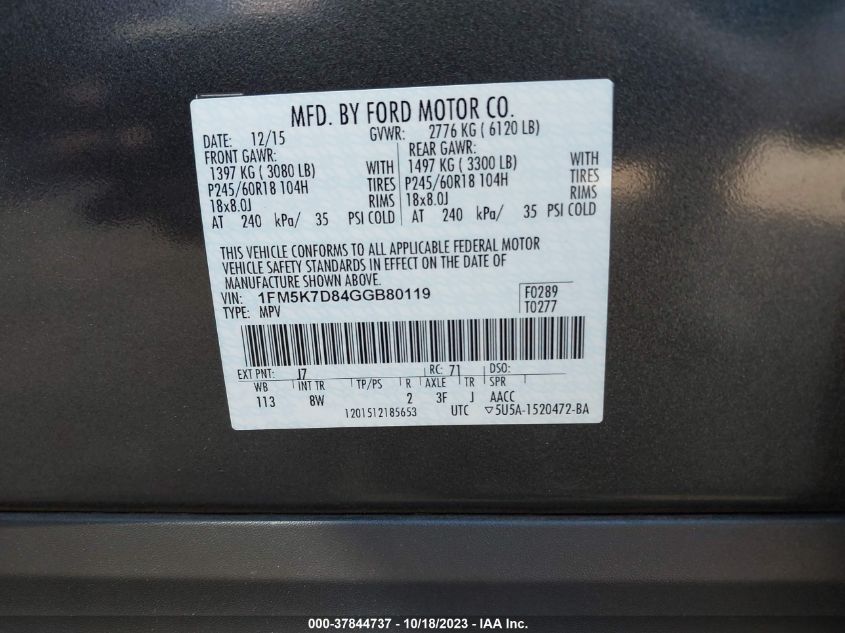 MFD. BY FORD MOTOR CO.
DATE: 12/15 GVWR: 2776 KG ( 6120 LB)
FRONT GAWR: REAR GAWR:
1397 KG ( 3080 LB) WITH 1497 KG ( 3300 LB) WITH
P245/60R18 104H TIRES P245/60R18 104H TIRES
18x8.0J RIMS 18x8.0J RIMS
AT 240 kPa/ 35 PSI COLD AT 240 kPa/ 35 PSI COLD
THIS VEHICLE CONFORMS TO ALL APPLICABLE FEDERAL MOTOR
VEHICLE SAFETY STANDARDS IN EFFECT ON THE DATE OF
MANUFACTURE SHOWN ABOVE.
VIN: 1FM5K7D84GGB80119 F0289
TYPE: MPV T0277
EXT PNT: J7 RC: 71 DSO:
WB INT TR TP/PS R AXLE TR SPR
113 8W 2 3F J AACC
1201512185653 UTC ▽5U5A-1520472-BA
000-37844737 - 10/18/2023 - IAA Inc.